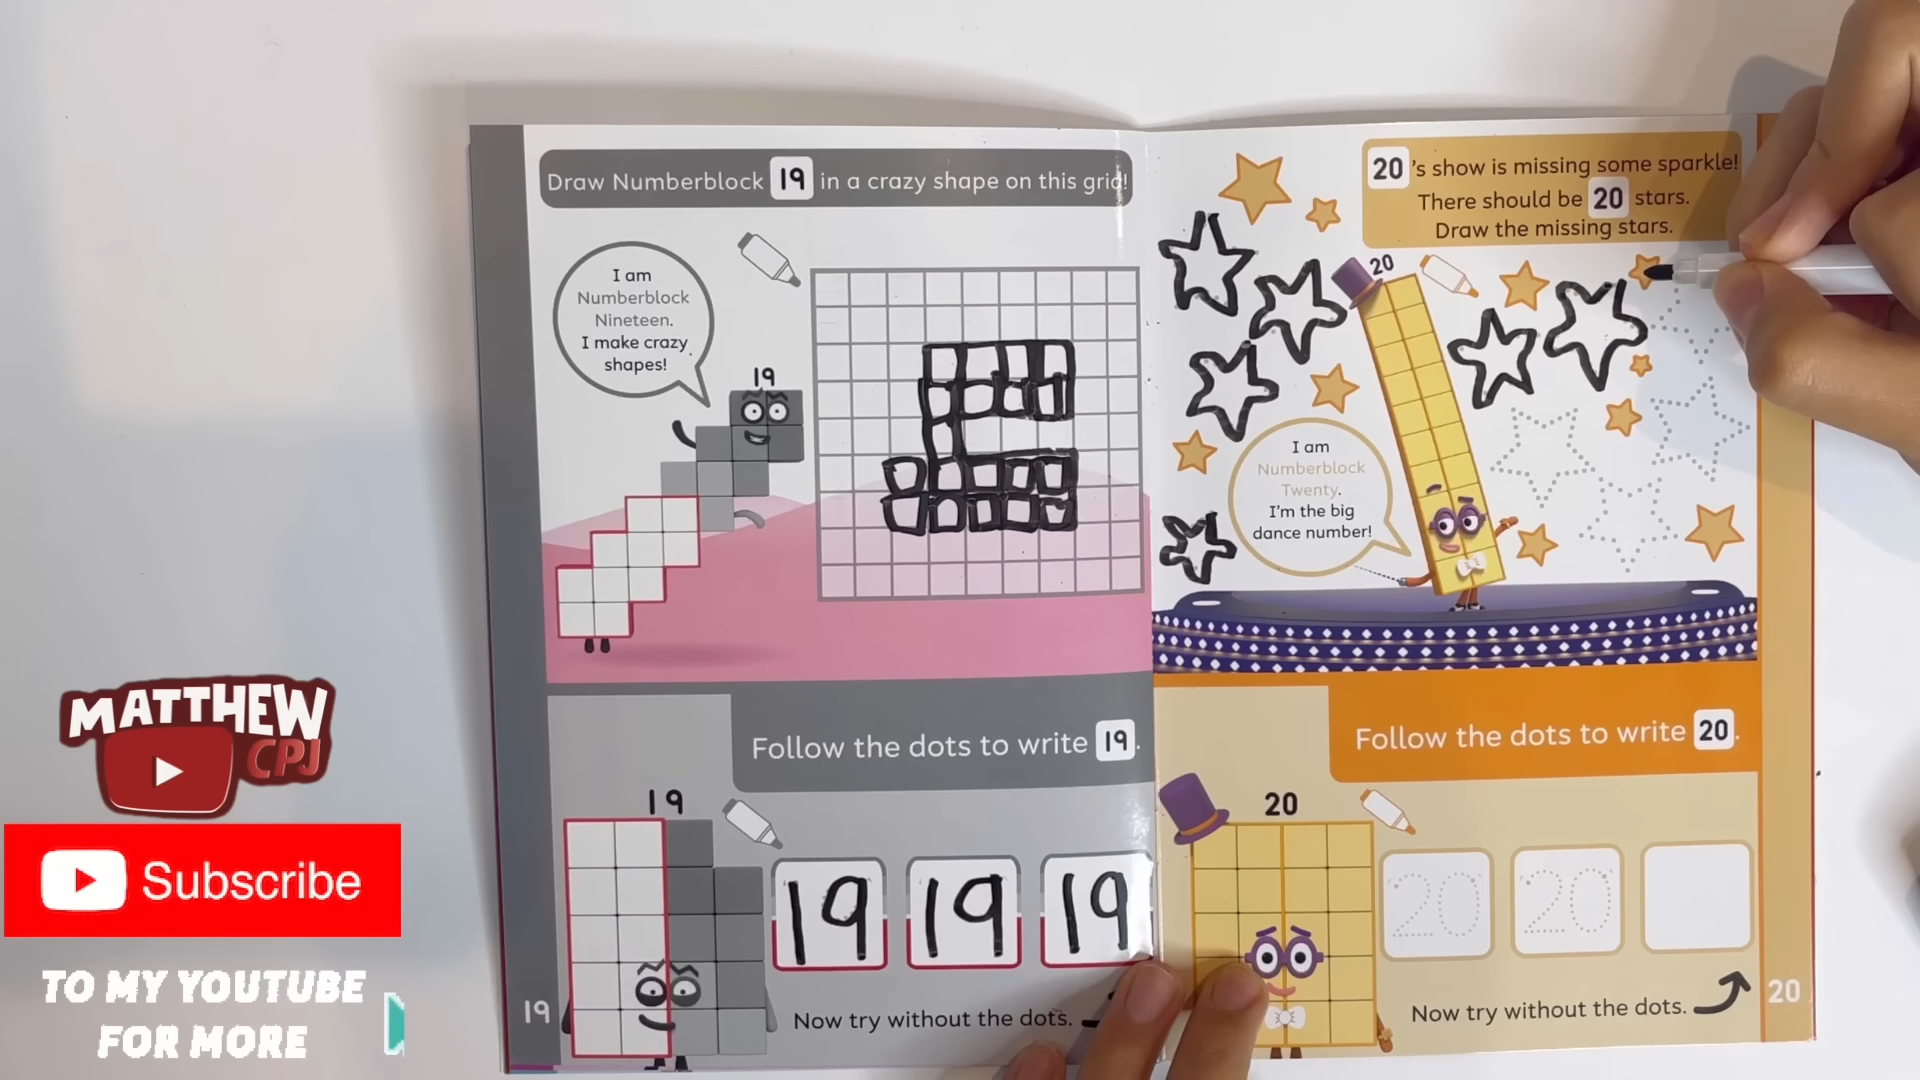 Draw Numberblock 19 in a crazy shape on this grid!
I am
Numberblock
Nineteen.
I make crazy
shapes!
19
20's show is missing some sparkle!
There should be 20 stars.
Draw the missing stars.
20
I am
Numberblock
Twenty.
I'm the big
dance number!
Follow the dots to write 19.
19
19 19 19
Now try without the dots.
19
Follow the dots to write 20.
20
20 20
Now try without the dots.
20
MATTHEW
CPJ
Subscribe
TO MY YOUTUBE
FOR MORE